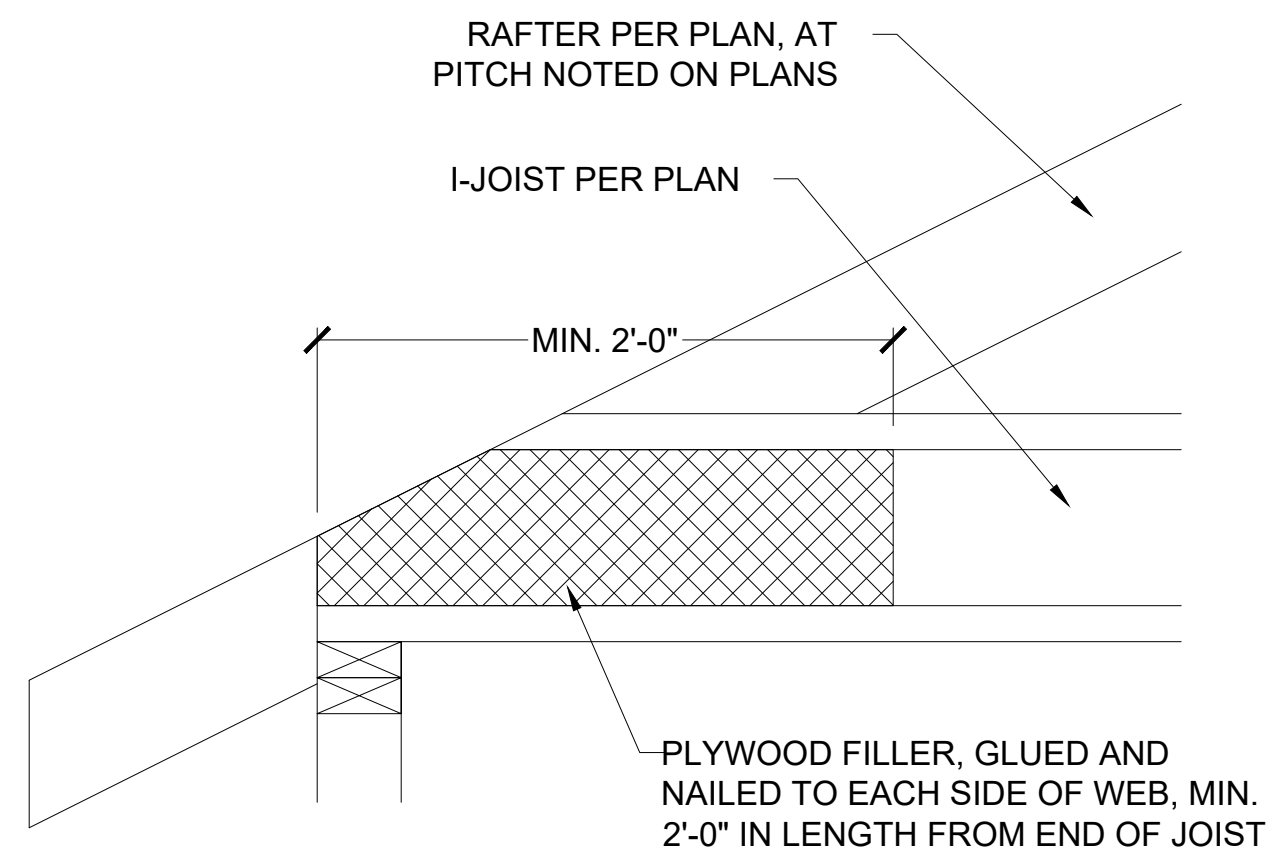 RAFTER PER PLAN, AT
PITCH NOTED ON PLANS
I-JOIST PER PLAN
MIN. 2'-0"
PLYWOOD FILLER, GLUED AND
NAILED TO EACH SIDE OF WEB, MIN.
2'-0" IN LENGTH FROM END OF JOIST